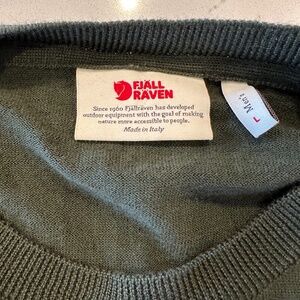 FJÄLL
RÄVEN
Since 1960 Fjällräven has developed
outdoor equipment with the goal of making
nature more accessible to people.
Made in Italy
Men's
L